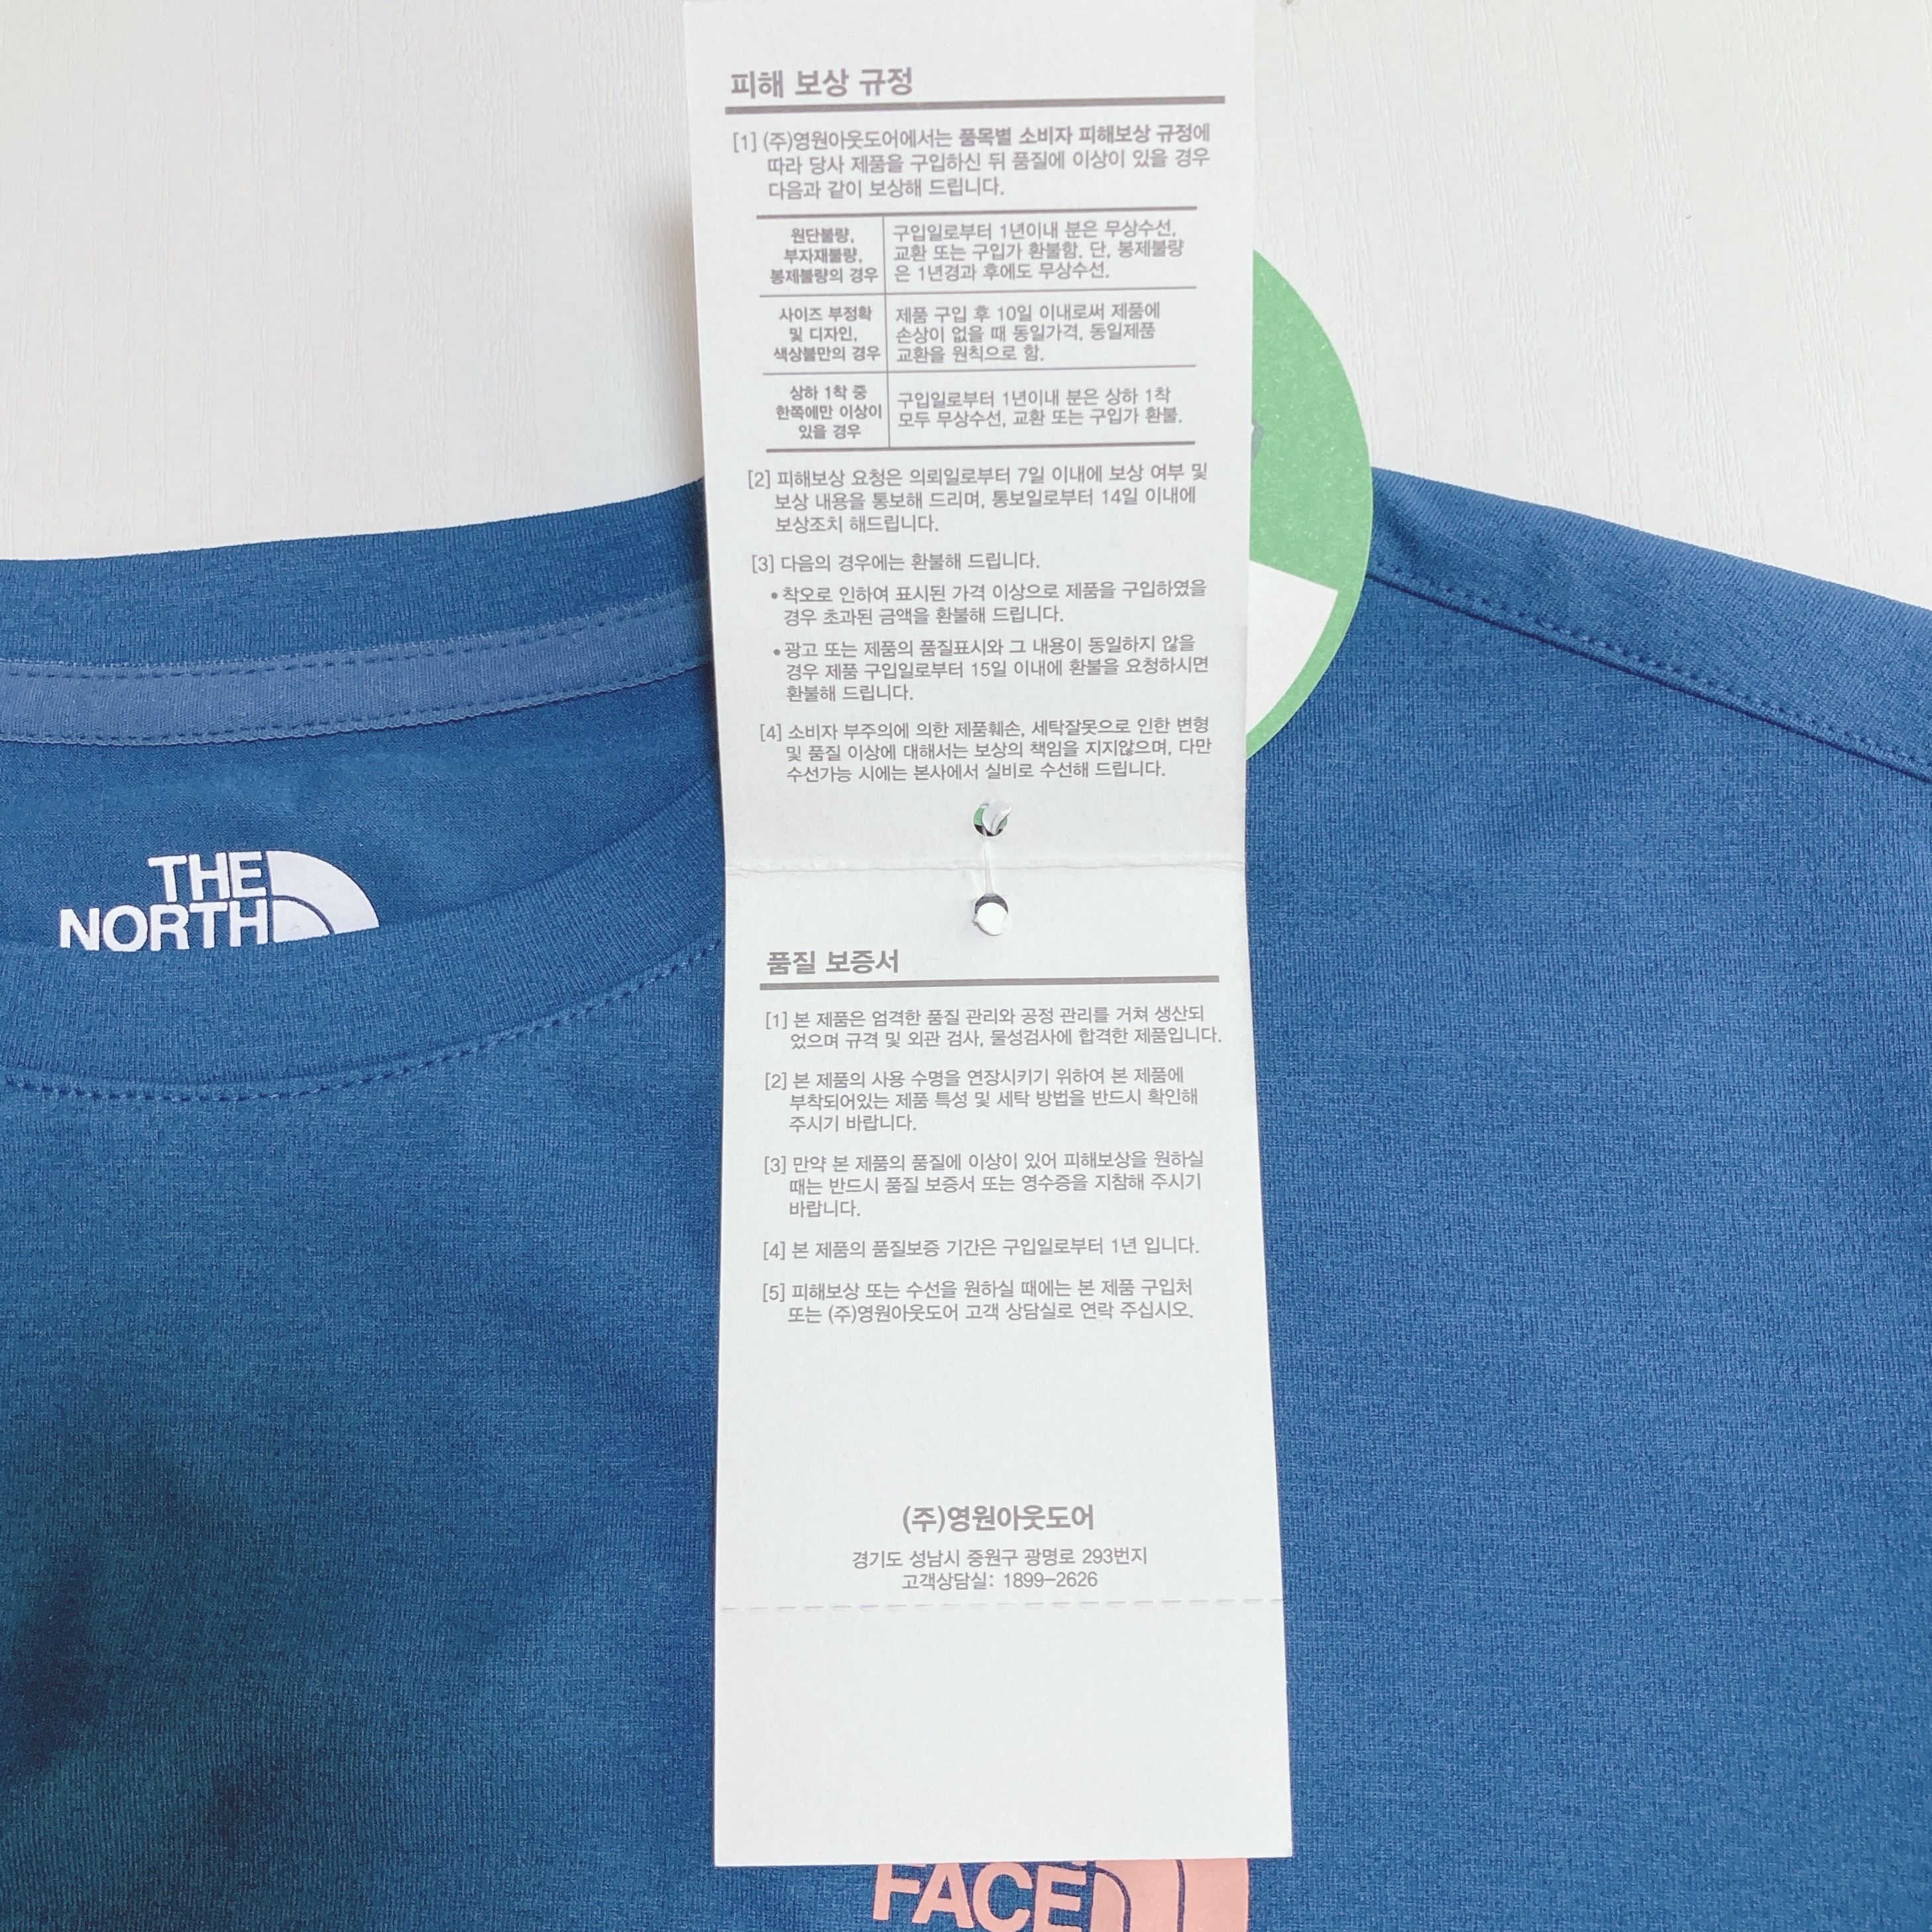 피해 보상 규정
[1] (주)영원아웃도어에서는 품목별 소비자 피해보상 규정에
따라 당사 제품을 구입하신 뒤 품질에 이상이 있을 경우
다음과 같이 보상해 드립니다.
원단불량,
부자재불량,
봉제불량의 경우
구입일로부터 1년이내 분은 무상수선,
교환 또는 구입가 환불함. 단, 봉제불량
은 1년경과 후에도 무상수선.
사이즈 부정확
및 디자인,
색상불만의 경우
제품 구입 후 10일 이내로써 제품에
손상이 없을 때 동일가격, 동일제품
교환을 원칙으로 함.
상하 1착 중
한쪽에만 이상이
있을 경우
구입일로부터 1년이내 분은 상하 1착
모두 무상수선, 교환 또는 구입가 환불.
[2] 피해보상 요청은 의뢰일로부터 7일 이내에 보상 여부 및
보상 내용을 통보해 드리며, 통보일로부터 14일 이내에
보상조치 해드립니다.
[3] 다음의 경우에는 환불해 드립니다.
• 착오로 인하여 표시된 가격 이상으로 제품을 구입하였을
경우 초과된 금액을 환불해 드립니다.
• 광고 또는 제품의 품질표시와 그 내용이 동일하지 않을
경우 제품 구입일로부터 15일 이내에 환불을 요청하시면
환불해 드립니다.
[4] 소비자 부주의에 의한 제품훼손, 세탁잘못으로 인한 변형
및 품질 이상에 대해서는 보상의 책임을 지지않으며, 다만
수선가능 시에는 본사에서 실비로 수선해 드립니다.
THE
NORTH
품질 보증서
[1] 본 제품은 엄격한 품질 관리와 공정 관리를 거쳐 생산되
었으며 규격 및 외관 검사, 물성검사에 합격한 제품입니다.
[2] 본 제품의 사용 수명을 연장시키기 위하여 본 제품에
부착되어있는 제품 특성 및 세탁 방법을 반드시 확인해
주시기 바랍니다.
[3] 만약 본 제품의 품질에 이상이 있어 피해보상을 원하실
때는 반드시 품질 보증서 또는 영수증을 지참해 주시기
바랍니다.
[4] 본 제품의 품질보증 기간은 구입일로부터 1년 입니다.
[5] 피해보상 또는 수선을 원하실 때에는 본 제품 구입처
또는 (주)영원아웃도어 고객 상담실로 연락 주십시오.
(주)영원아웃도어
경기도 성남시 중원구 광명로 293번지
고객상담실: 1899-2626
FACE